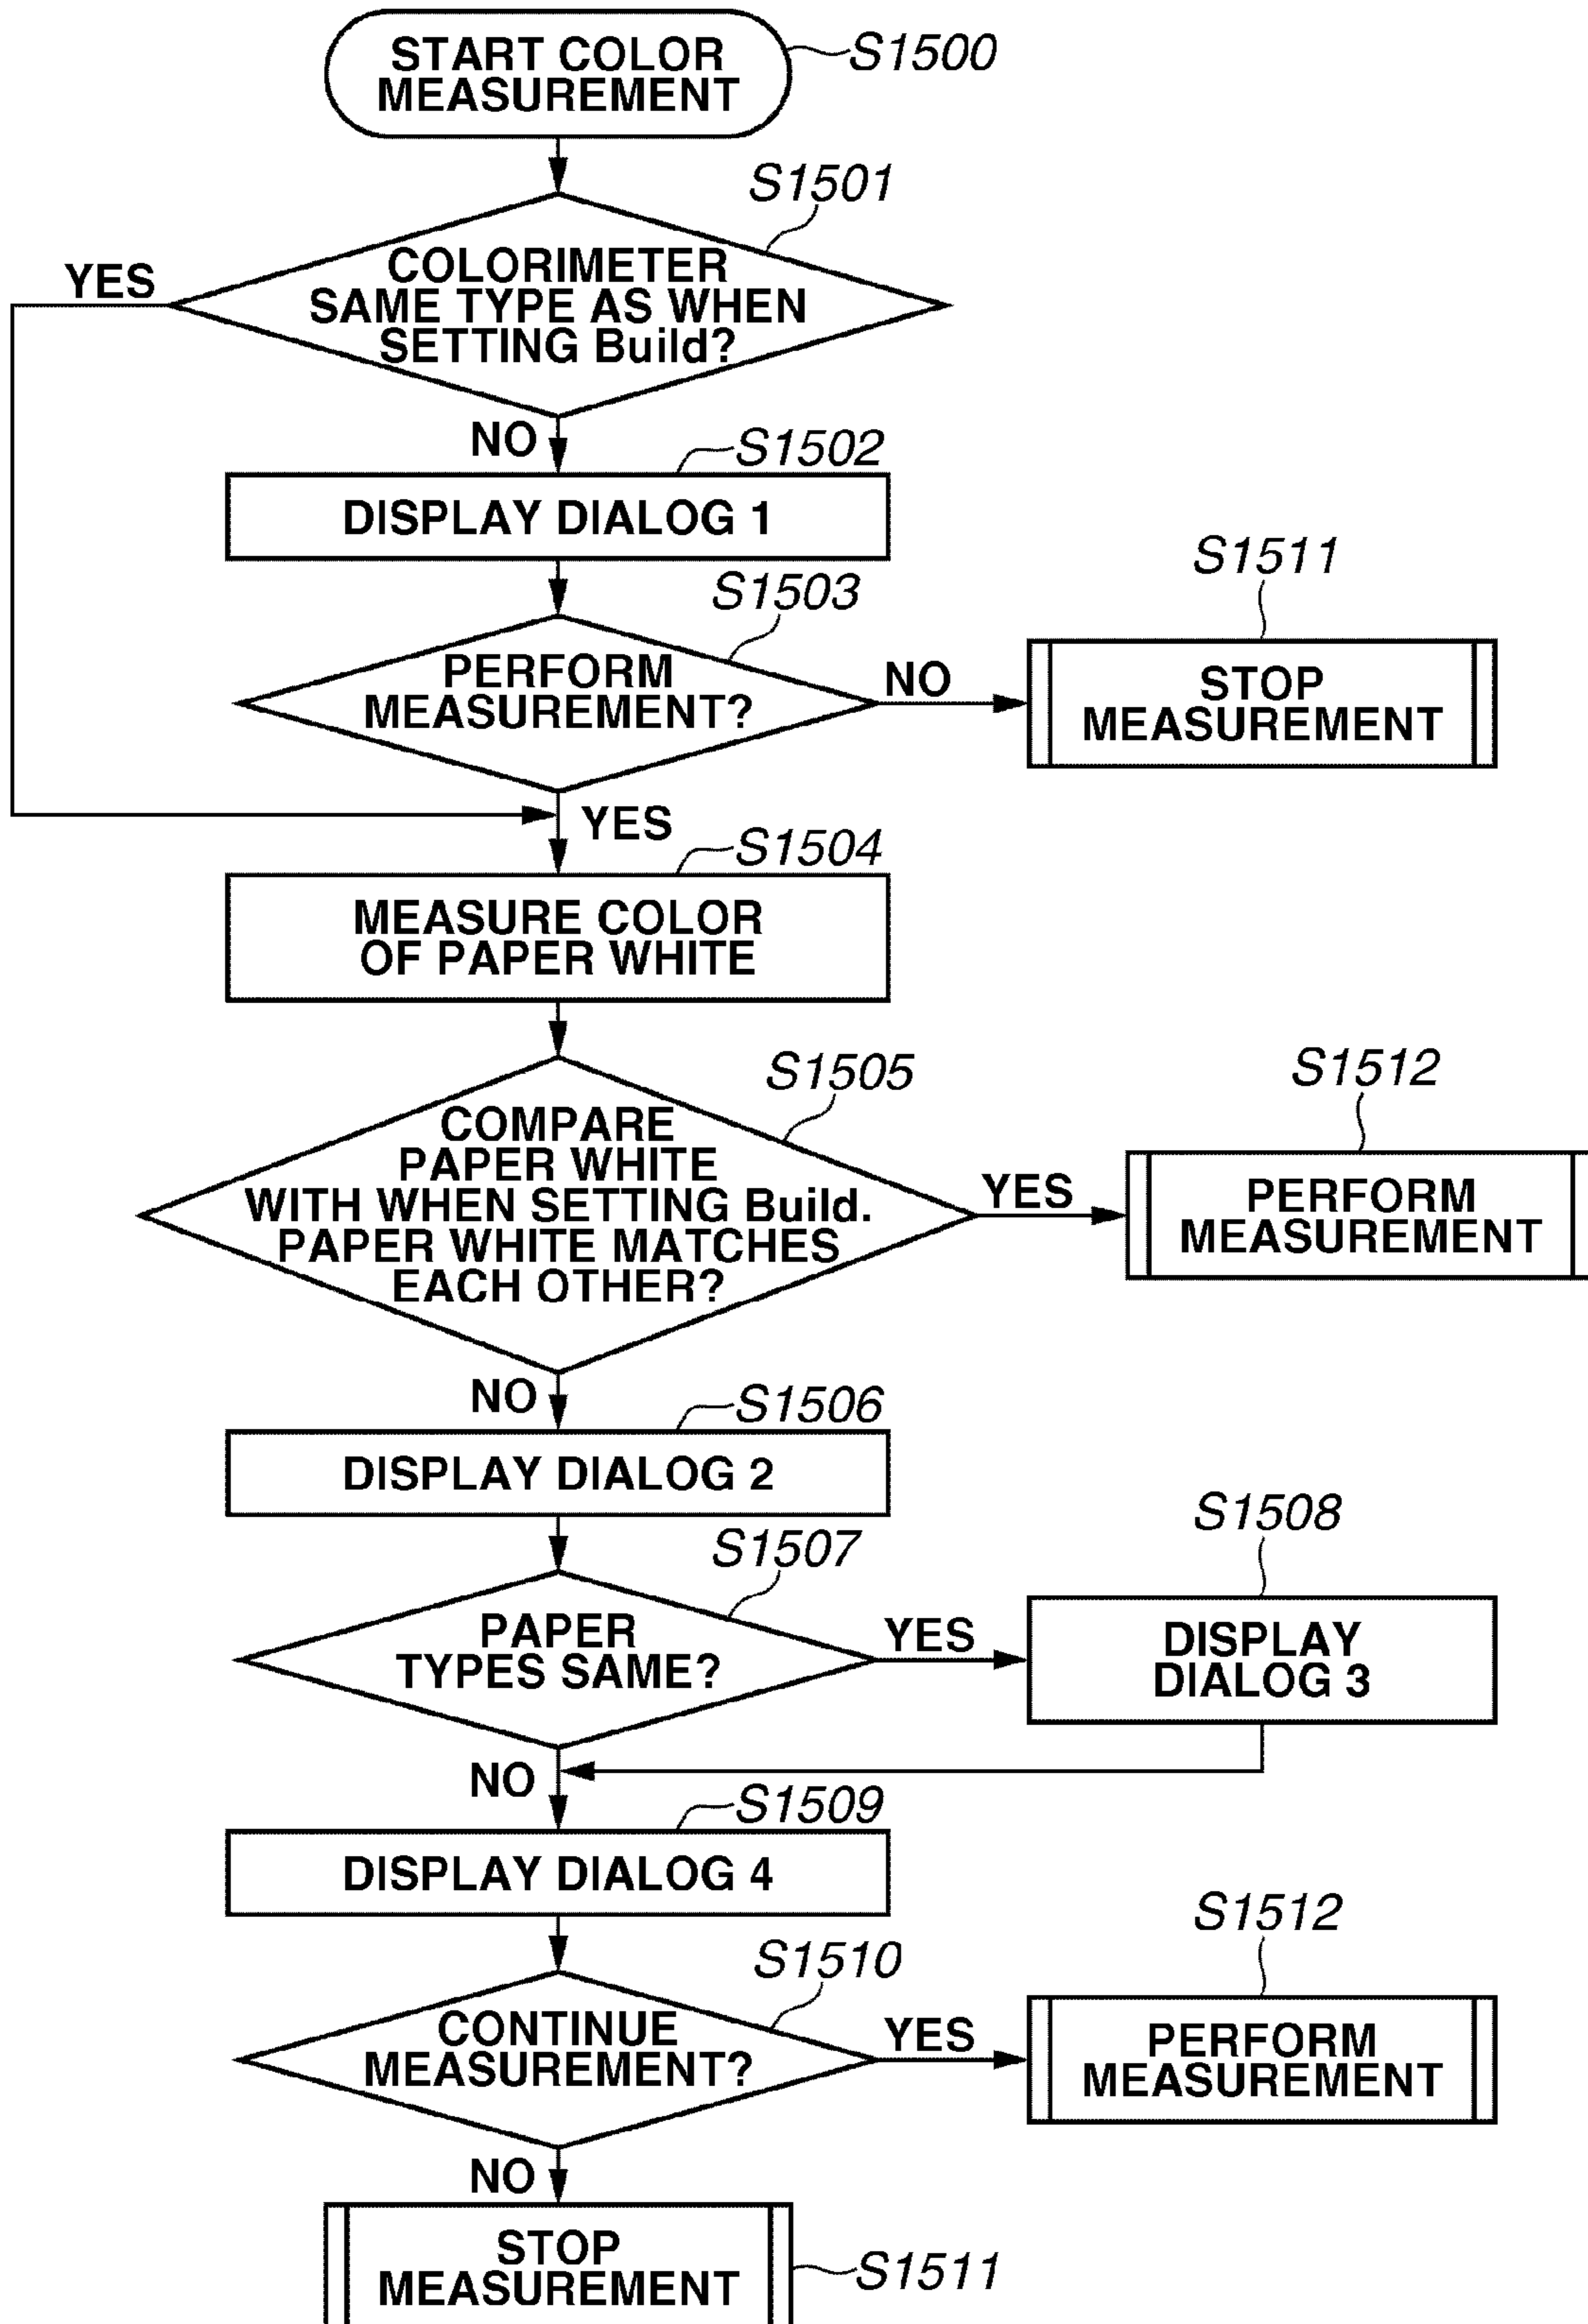 START COLOR
MEASUREMENT
S1500
S1501
COLORIMETER
SAME TYPE AS WHEN
SETTING Build?
YES
NO
S1502
DISPLAY DIALOG 1
S1503
PERFORM
MEASUREMENT?
NO
S1511
STOP
MEASUREMENT
YES
S1504
MEASURE COLOR
OF PAPER WHITE
S1505
COMPARE
PAPER WHITE
WITH WHEN SETTING Build.
PAPER WHITE MATCHES
EACH OTHER?
YES
S1512
PERFORM
MEASUREMENT
NO
S1506
DISPLAY DIALOG 2
S1507
PAPER
TYPES SAME?
YES
S1508
DISPLAY
DIALOG 3
NO
S1509
DISPLAY DIALOG 4
S1510
CONTINUE
MEASUREMENT?
YES
S1512
PERFORM
MEASUREMENT
NO
STOP
MEASUREMENT
S1511